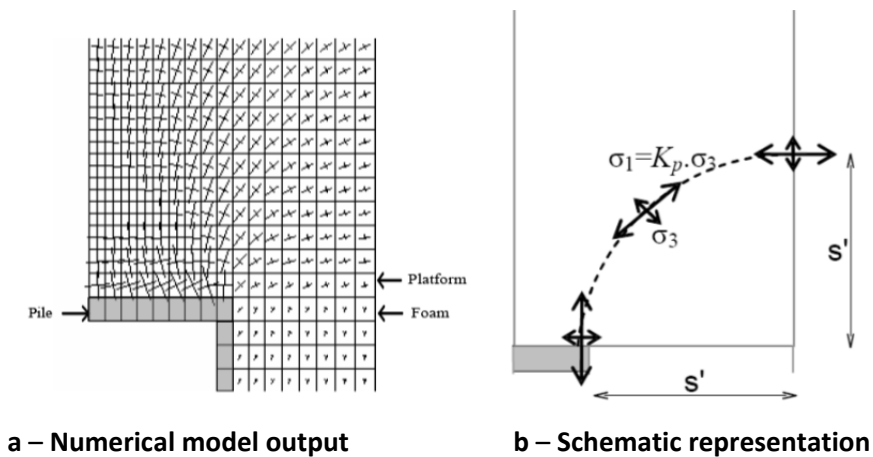 Platform
Pile
Foam
σ₁=Kₚ.σ₃
σ₃
s'
s'
a – Numerical model output
b – Schematic representation